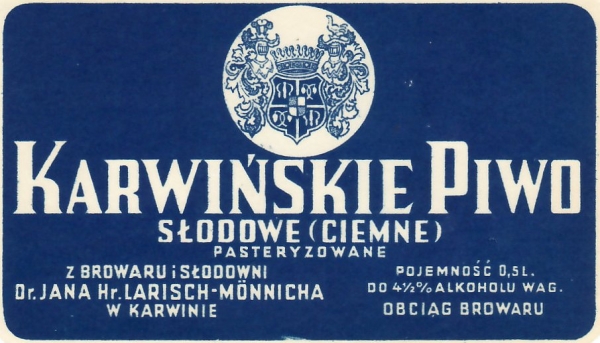 KARWIŃSKIE PIWO
SŁODOWE (CIEMNE)
PASTERYZOWANE
Z BROWARU i SŁODOWNI
Dr. JANA Hr. LARISCH-MÖNNICHA
W KARWINIE
POJEMNOŚĆ 0,5 L.
DO 4½% ALKOHOLU WAG.
OBCIĄG BROWARU